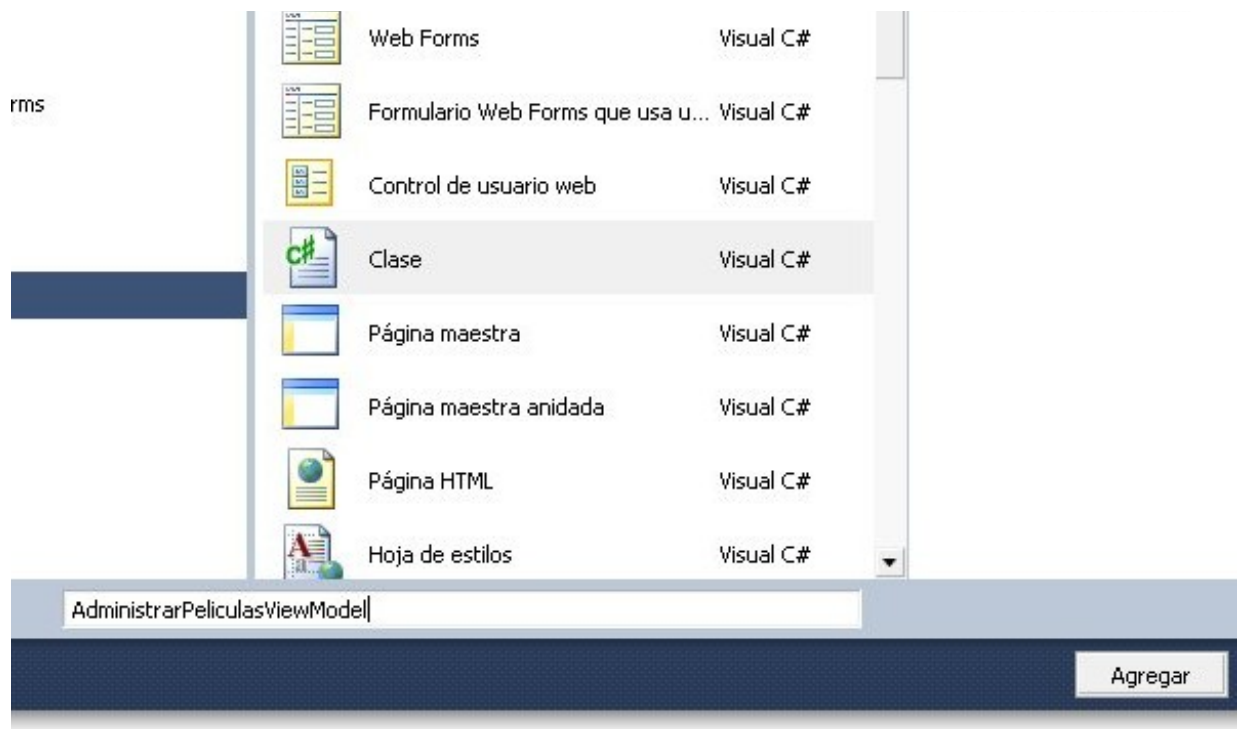 Web Forms Visual C#
rms
Formulario Web Forms que usa u... Visual C#
Control de usuario web Visual C#
Clase Visual C#
Página maestra Visual C#
Página maestra anidada Visual C#
Página HTML Visual C#
Hoja de estilos Visual C#
AdministrarPeliculasViewModel
Agregar